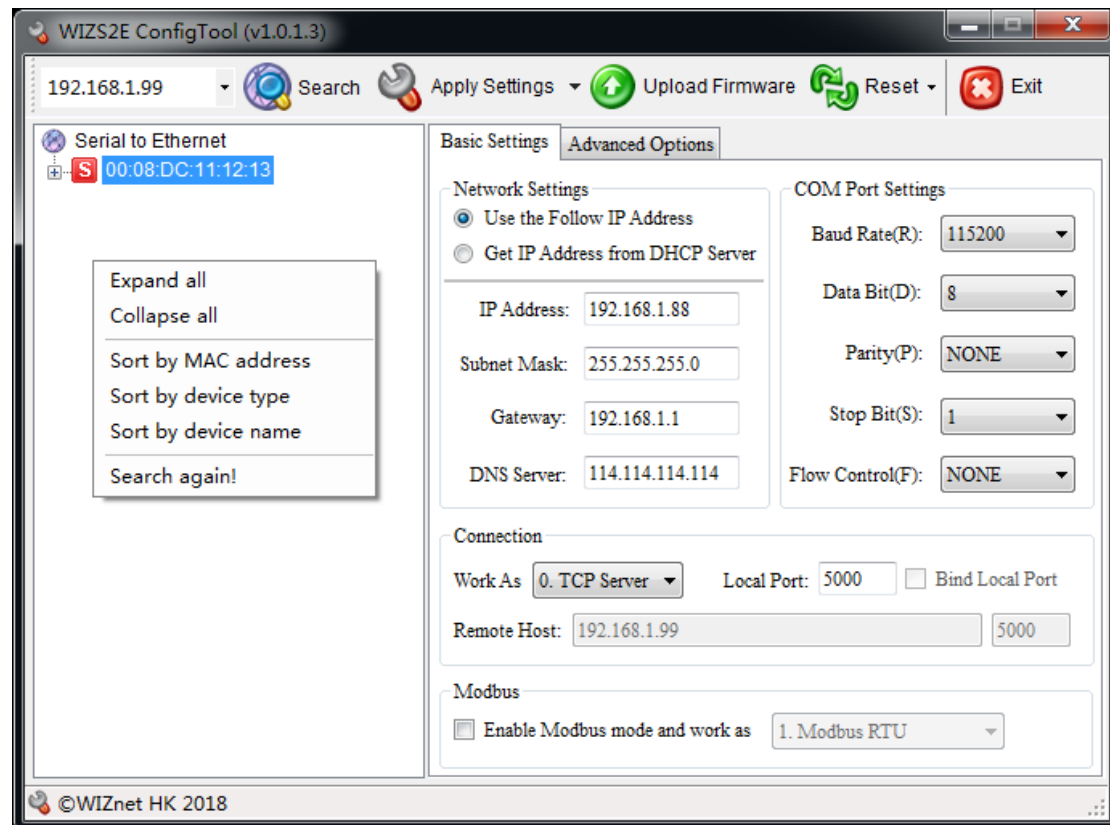 WIZS2E ConfigTool (v1.0.1.3)
192.168.1.99 Search Apply Settings Upload Firmware Reset Exit
Serial to Ethernet
S 00:08:DC:11:12:13
Expand all
Collapse all
Sort by MAC address
Sort by device type
Sort by device name
Search again!
Basic Settings Advanced Options
Network Settings
Use the Follow IP Address
Get IP Address from DHCP Server
IP Address: 192.168.1.88
Subnet Mask: 255.255.255.0
Gateway: 192.168.1.1
DNS Server: 114.114.114.114
COM Port Settings
Baud Rate(R): 115200
Data Bit(D): 8
Parity(P): NONE
Stop Bit(S): 1
Flow Control(F): NONE
Connection
Work As 0. TCP Server Local Port: 5000 Bind Local Port
Remote Host: 192.168.1.99 5000
Modbus
Enable Modbus mode and work as 1. Modbus RTU
©WIZnet HK 2018